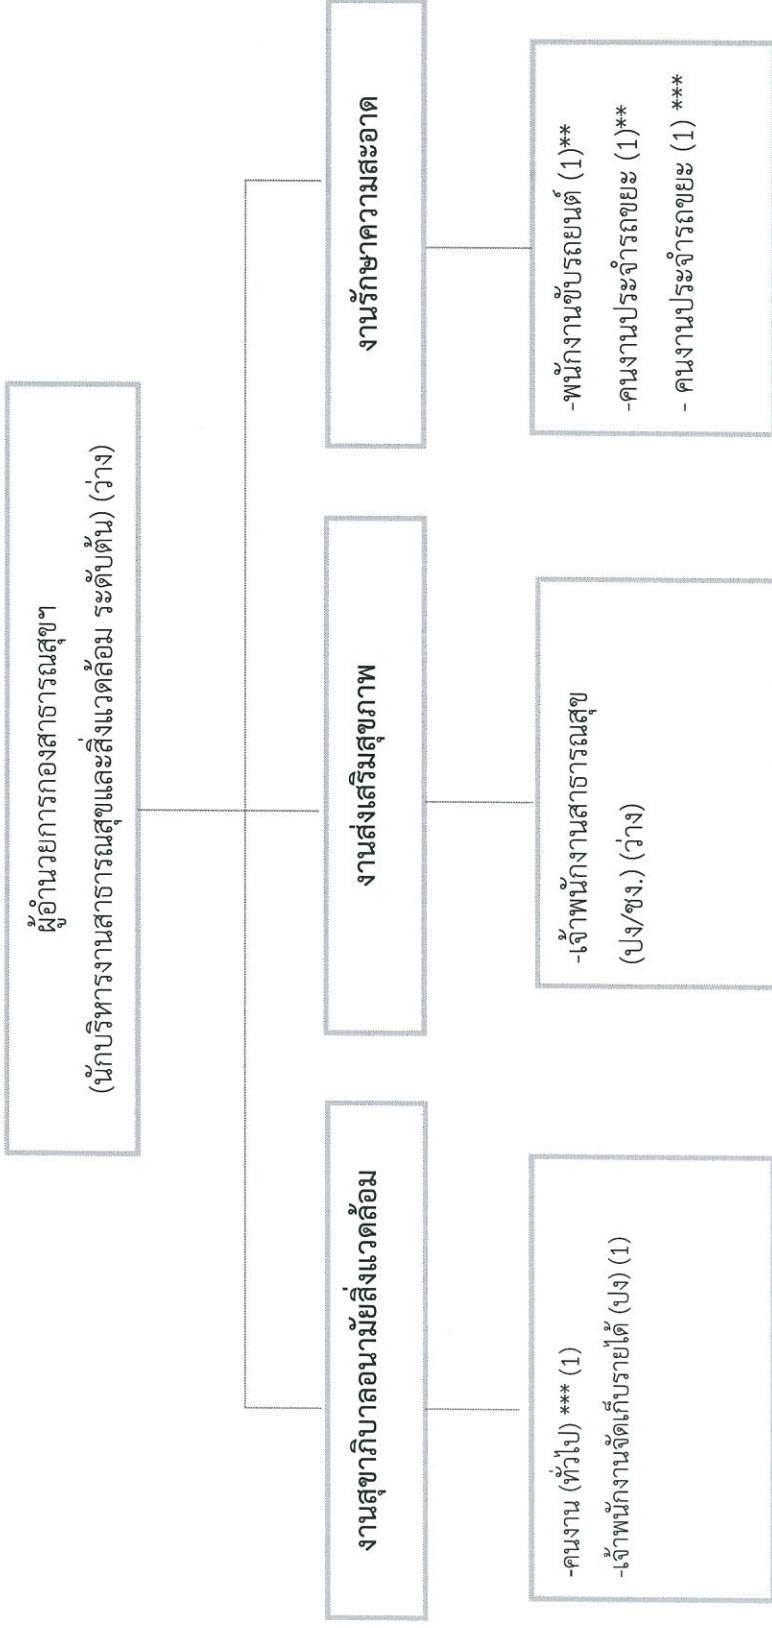 ผู้อำนวยการกองสาธารณสุขฯ
(นักบริหารงานสาธารณสุขและสิ่งแวดล้อม ระดับต้น) (ว่าง)
งานสุขาภิบาลอนามัยสิ่งแวดล้อม
-คนงาน (ทั่วไป) *** (1)
-เจ้าพนักงานจัดเก็บรายได้ (ปง) (1)
งานส่งเสริมสุขภาพ
-เจ้าพนักงานสาธารณสุข
(ปง/ชง.) (ว่าง)
งานรักษาความสะอาด
-พนักงานขับรถยนต์ (1)**
-คนงานประจำรถขยะ (1)**
- คนงานประจำรถขยะ (1) ***